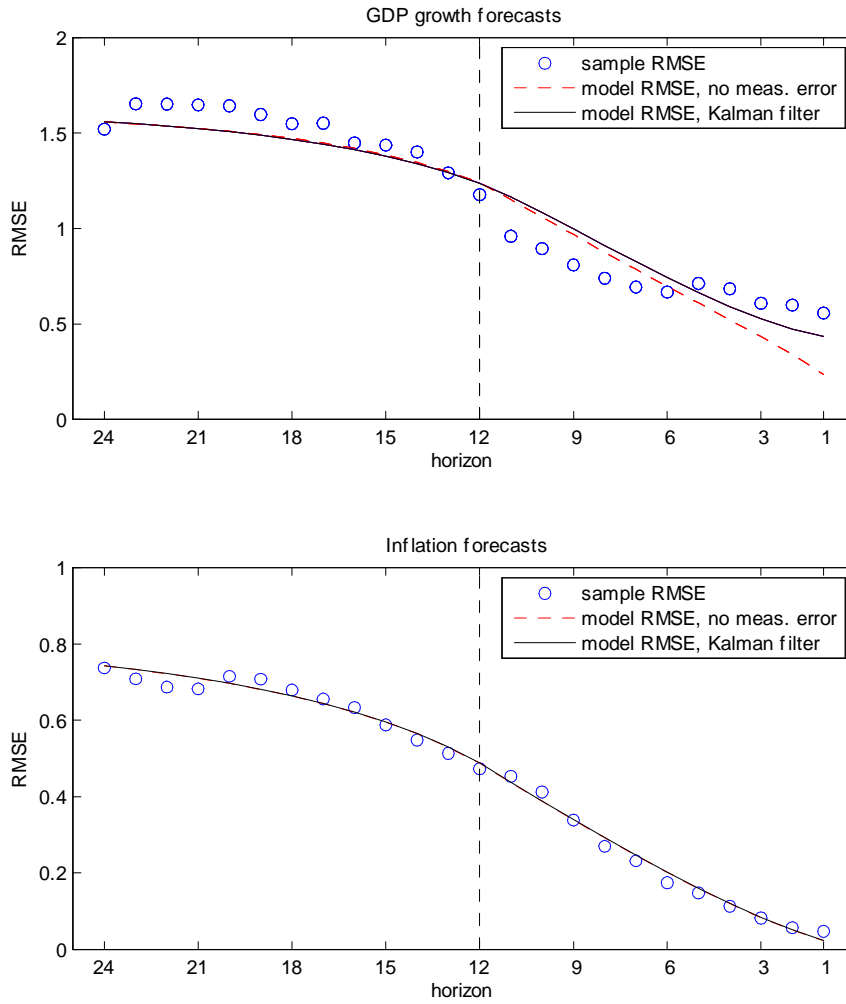 GDP growth forecasts
2
1.5
1
0.5
0
RMSE
sample RMSE
model RMSE, no meas. error
model RMSE, Kalman filter
24 21 18 15 12 9 6 3 1
horizon
Inflation forecasts
1
0.8
0.6
0.4
0.2
0
RMSE
sample RMSE
model RMSE, no meas. error
model RMSE, Kalman filter
24 21 18 15 12 9 6 3 1
horizon